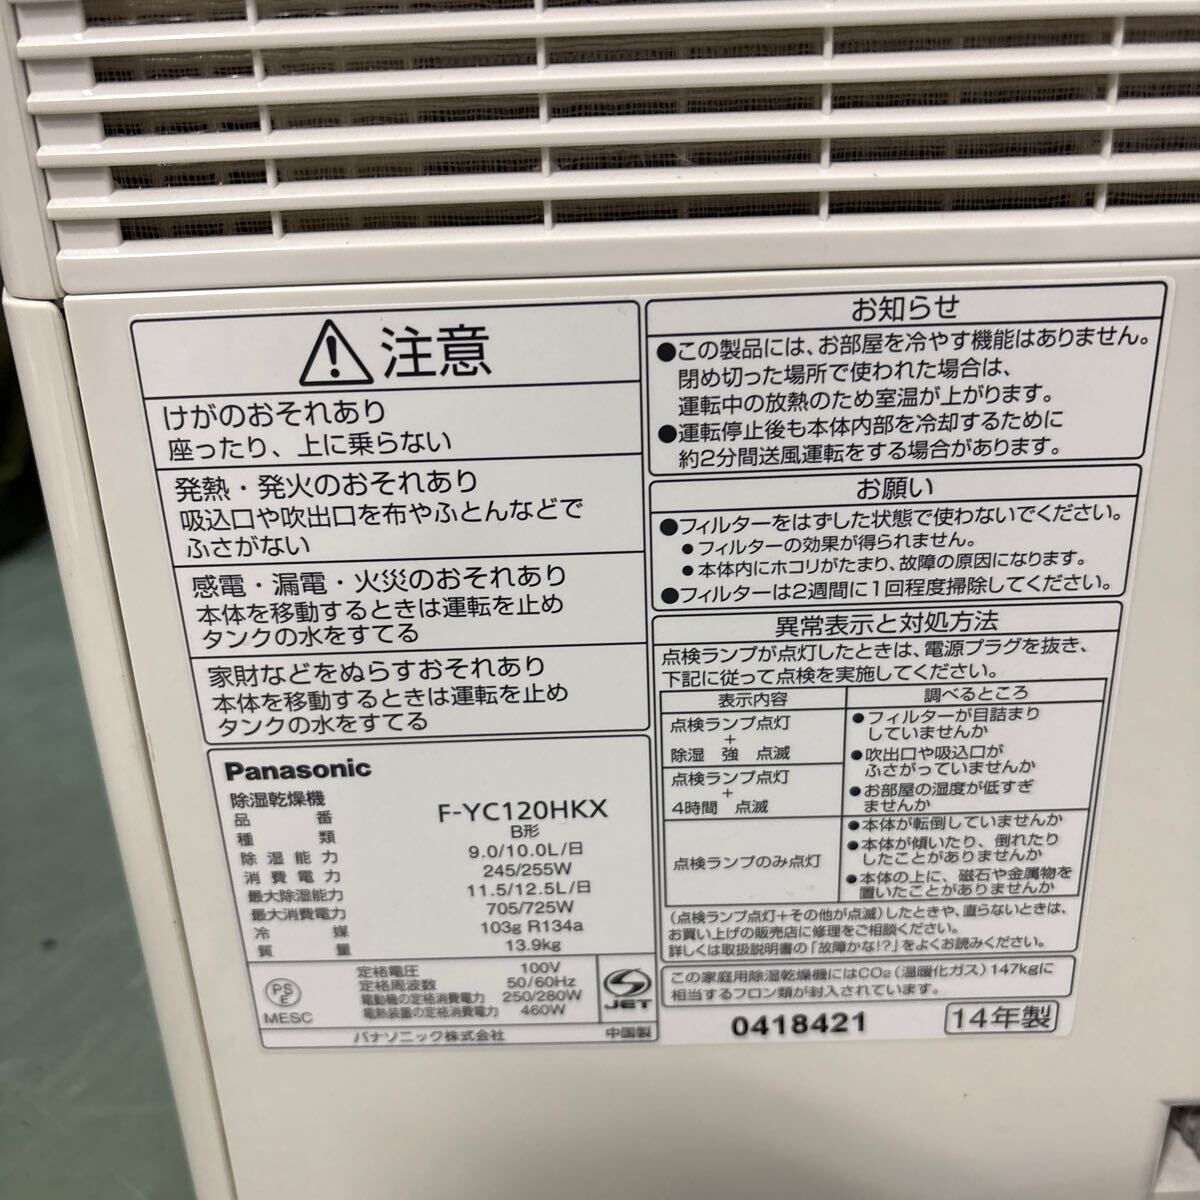 注意
けがのおそれあり
座ったり、上に乗らない
発熱・発火のおそれあり
吸込口や吹出口を布やふとんなどで
ふさがない
感電・漏電・火災のおそれあり
本体を移動するときは運転を止め
タンクの水をすてる
家財などをぬらすおそれあり
本体を移動するときは運転を止め
タンクの水をすてる
Panasonic
除湿乾燥機
品番 F-YC120HKX
種類 B形
除湿能力 9.0/10.0L/日
消費電力 245/255W
最大除湿能力 11.5/12.5L/日
最大消費電力 705/725W
冷媒 103g R134a
質量 13.9kg
PS
E
MESC
定格電圧 100V
定格周波数 50/60Hz
電動機の定格消費電力 250/280W
電熱装置の定格消費電力 460W
S
JET
パナソニック株式会社 中国製
お知らせ
●この製品には、お部屋を冷やす機能はありません。
閉め切った場所で使われた場合は、
運転中の放熱のため室温が上がります。
●運転停止後も本体内部を冷却するために
約2分間送風運転をする場合があります。
お願い
●フィルターをはずした状態で使わないでください。
●フィルターの効果が得られません。
●本体内にホコリがたまり、故障の原因になります。
●フィルターは2週間に1回程度掃除してください。
異常表示と対処方法
点検ランプが点灯したときは、電源プラグを抜き、
下記に従って点検を実施してください。
表示内容 調べるところ
点検ランプ点灯
+
除湿 強 点滅
点検ランプ点灯
+
4時間 点滅
●フィルターが目詰まり
していませんか
●吹出口や吸込口が
ふさがっていませんか
●お部屋の湿度が低すぎ
ませんか
点検ランプのみ点灯
●本体が転倒していませんか
●本体が傾いたり、倒れたり
したことがありませんか
●本体の上に、磁石や金属物を
置いたことがありませんか
(点検ランプ点灯+その他が点滅)したときや、直らないときは、
お買い上げの販売店に修理をご相談ください。
詳しくは取扱説明書の「故障かな!?」をよくお読みください。
この家庭用除湿乾燥機にはCO2(温暖化ガス)147kgに
相当するフロン類が封入されています。
0418421 14年製